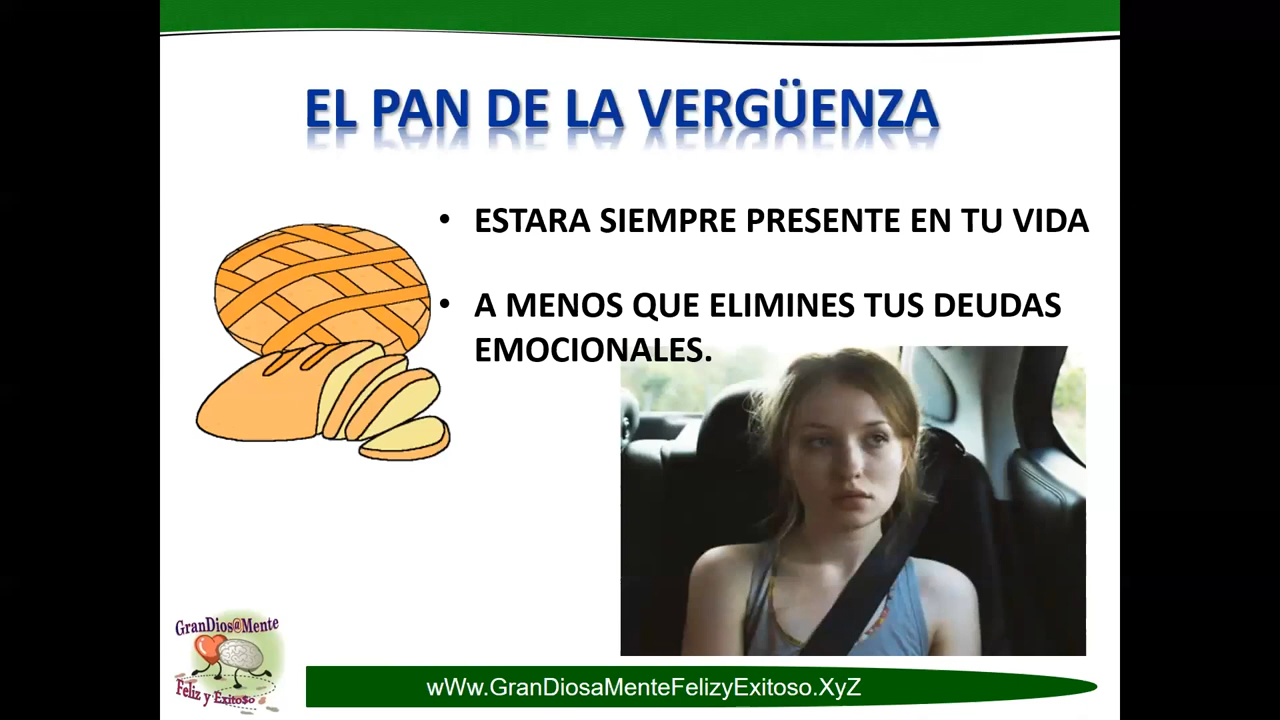 EL PAN DE LA VERGÜENZA
• ESTARA SIEMPRE PRESENTE EN TU VIDA
• A MENOS QUE ELIMINES TUS DEUDAS
EMOCIONALES.
GranDios@Mente
Feliz y Exitoso
wWw.GranDiosaMenteFelizyExitoso.XyZ